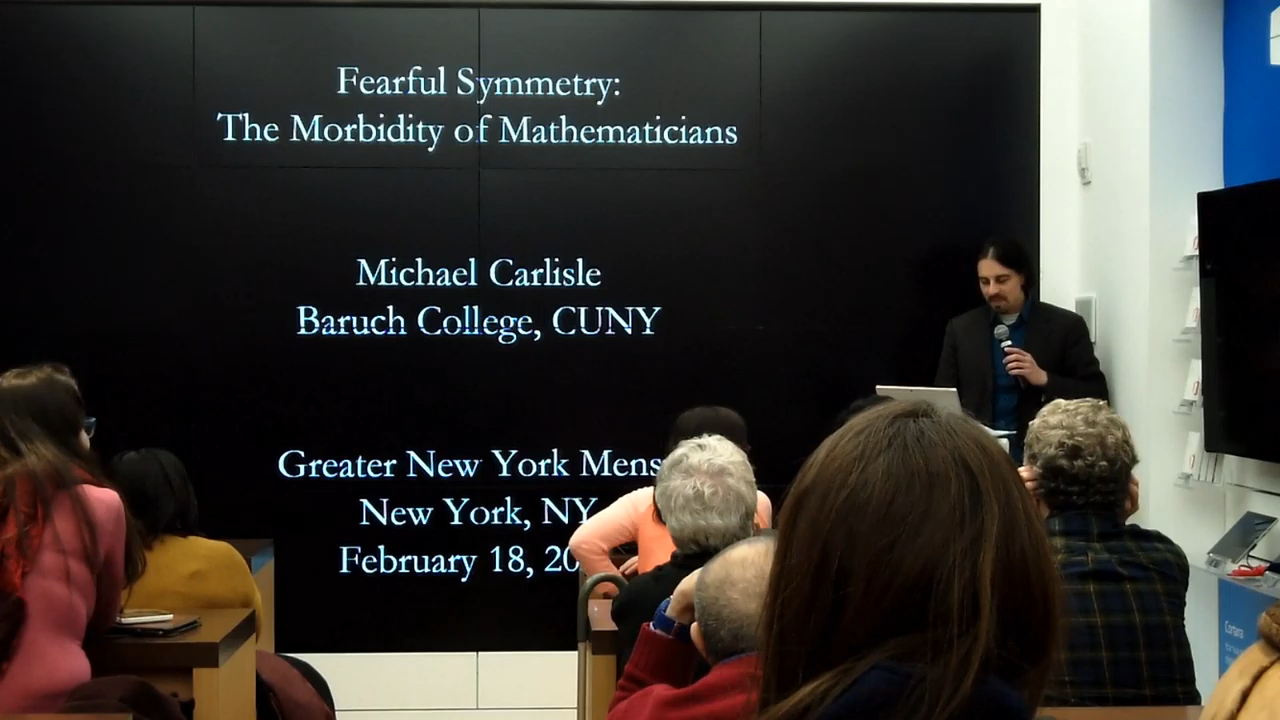 Fearful Symmetry:
The Morbidity of Mathematicians
Michael Carlisle
Baruch College, CUNY
Greater New York Mens
New York, NY
February 18, 20
Cortana